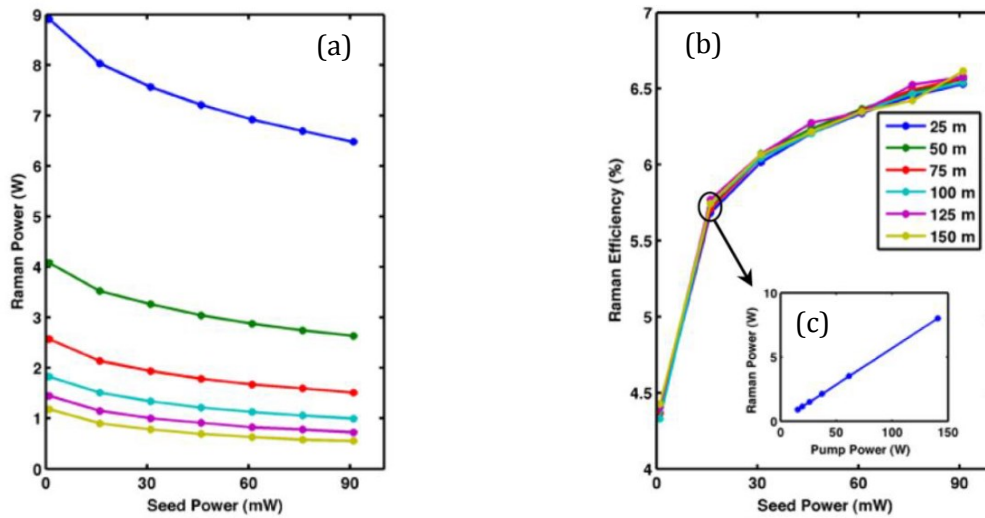 (a)
9
8
7
6
5
4
3
2
1
0
Raman Power (W)
0 30 60 90
Seed Power (mW)
(b)
7
6.5
6
5.5
5
4.5
4
Raman Efficiency (%)
25 m
50 m
75 m
100 m
125 m
150 m
(c)
10
5
0
Raman Power (W)
0 50 100 150
Pump Power (W)
0 30 60 90
Seed Power (mW)